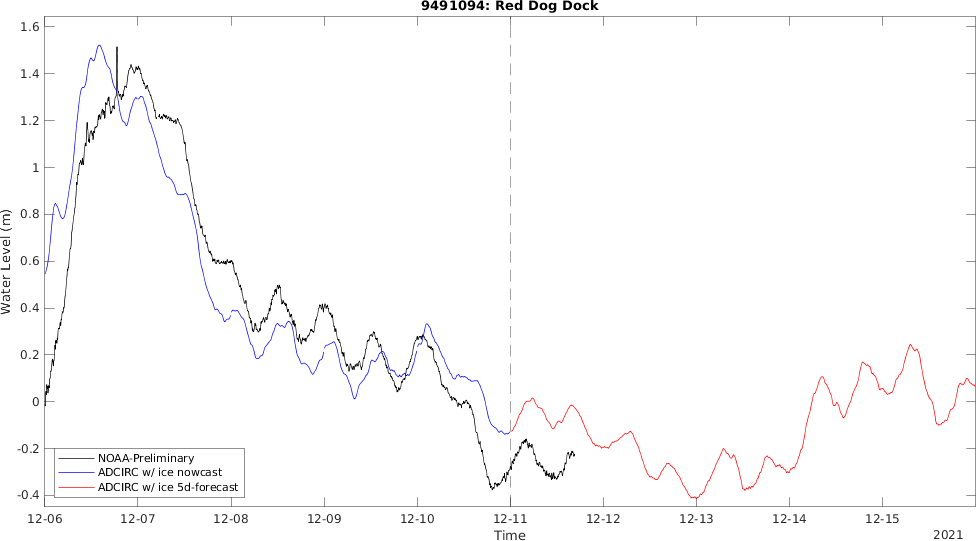 9491094: Red Dog Dock
1.6
1.4
1.2
1
0.8
0.6
0.4
0.2
0
-0.2
-0.4
Water Level (m)
NOAA-Preliminary
ADCIRC w/ ice nowcast
ADCIRC w/ ice 5d-forecast
12-06 12-07 12-08 12-09 12-10 12-11 12-12 12-13 12-14 12-15
Time
2021